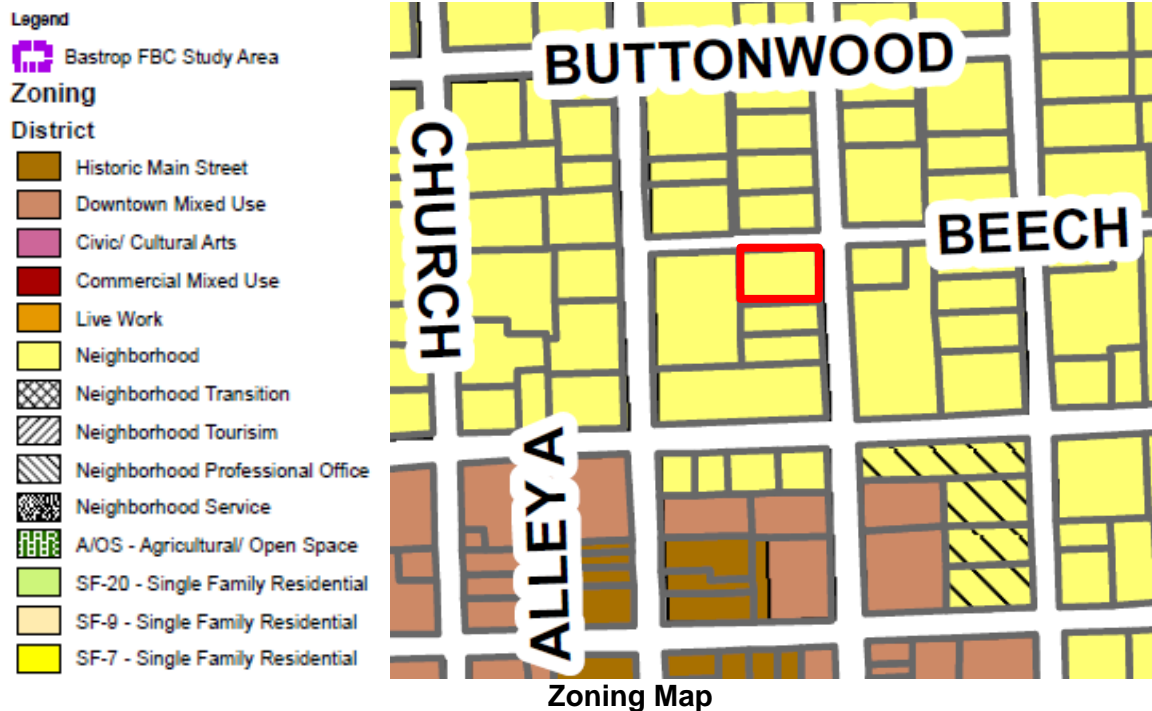 Legend
Bastrop FBC Study Area
Zoning
District
Historic Main Street
Downtown Mixed Use
Civic/ Cultural Arts
Commercial Mixed Use
Live Work
Neighborhood
Neighborhood Transition
Neighborhood Tourisim
Neighborhood Professional Office
Neighborhood Service
A/OS - Agricultural/ Open Space
SF-20 - Single Family Residential
SF-9 - Single Family Residential
SF-7 - Single Family Residential
BUTTONWOOD
CHURCH
BEECH
ALLEY A
Zoning Map